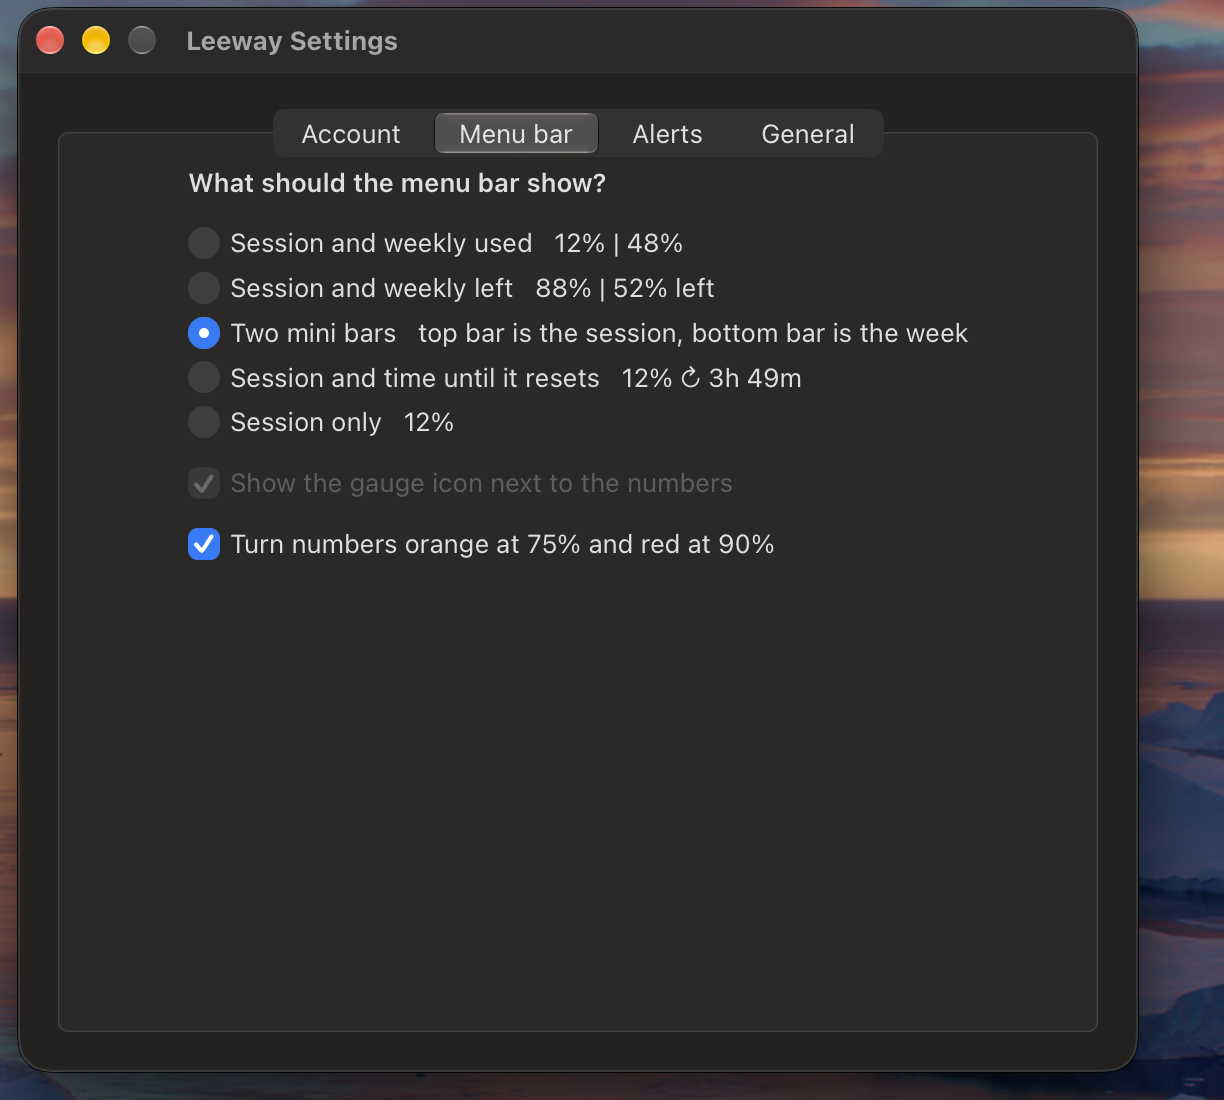 Leeway Settings
Account Menu bar Alerts General
What should the menu bar show?
Session and weekly used 12% | 48%
Session and weekly left 88% | 52% left
Two mini bars top bar is the session, bottom bar is the week
Session and time until it resets 12% ↻ 3h 49m
Session only 12%
Show the gauge icon next to the numbers
Turn numbers orange at 75% and red at 90%